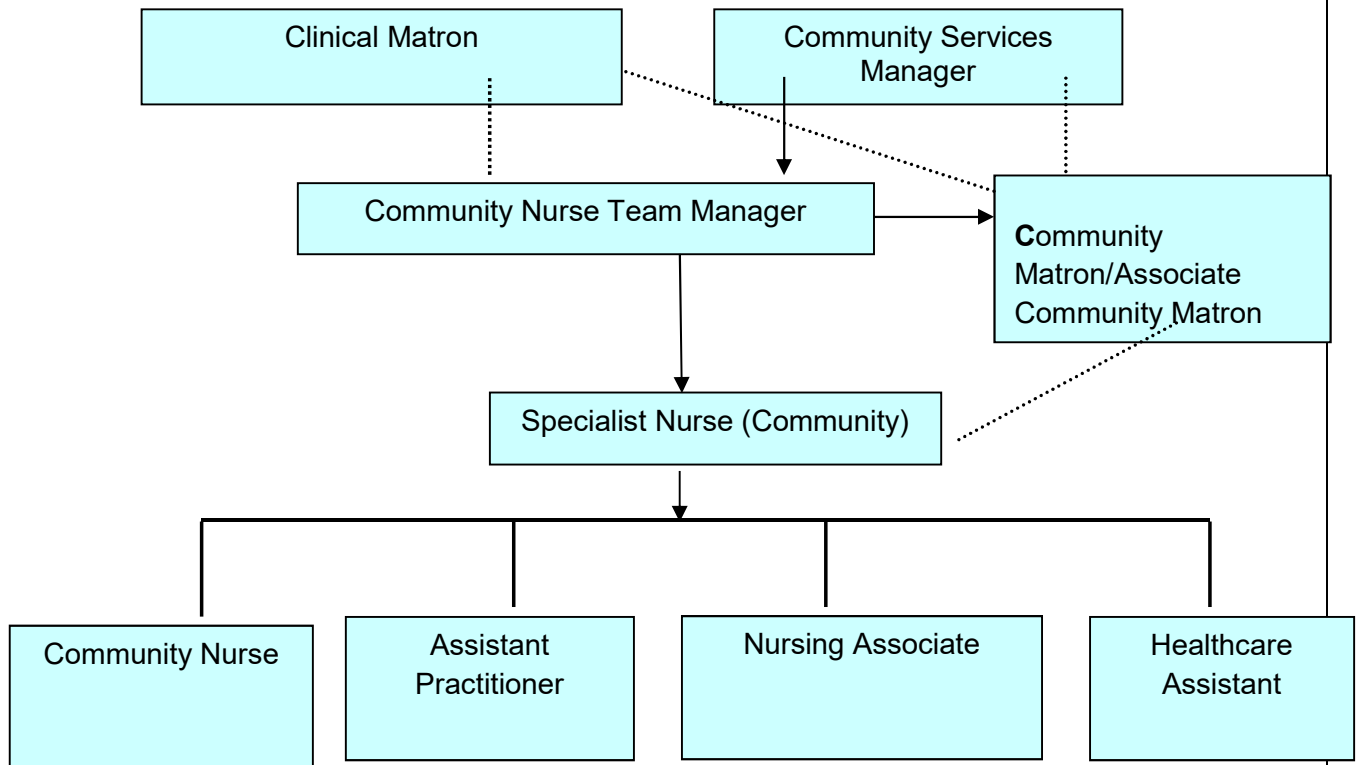 Clinical Matron
Community Services
Manager
Community Nurse Team Manager
Community
Matron/Associate
Community Matron
Specialist Nurse (Community)
Community Nurse
Assistant
Practitioner
Nursing Associate
Healthcare
Assistant